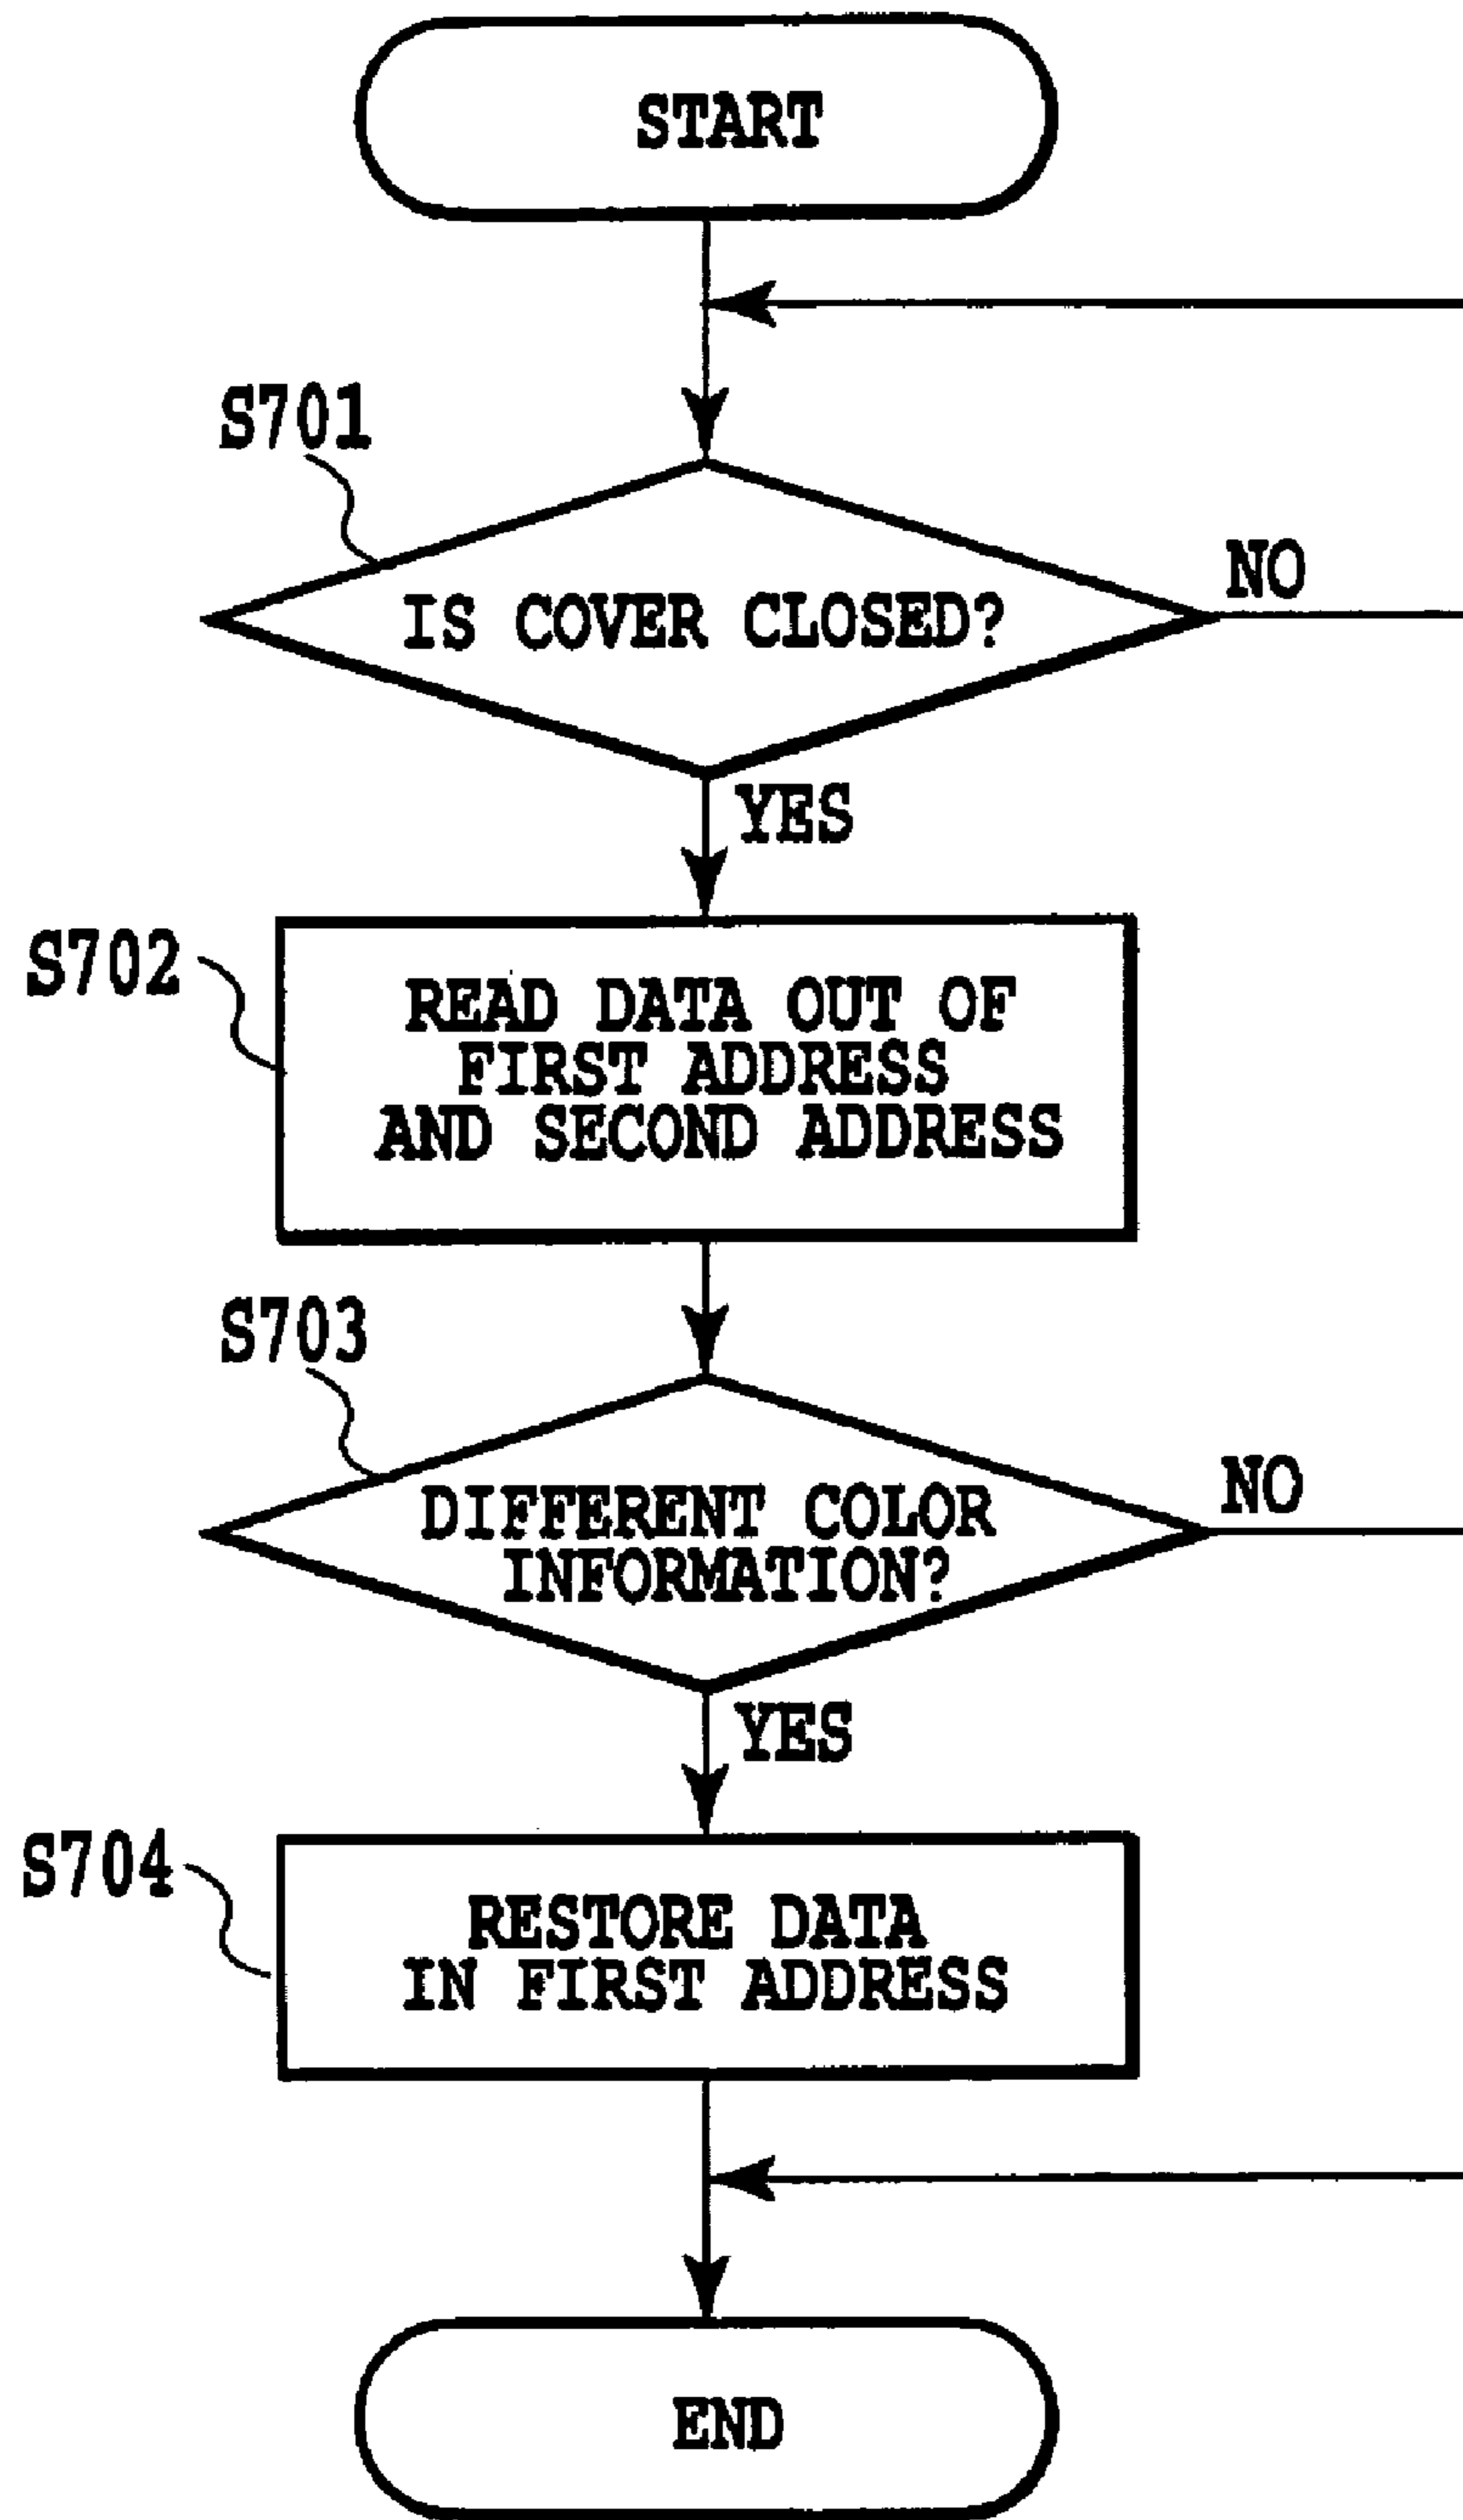 START
S701
IS COVER CLOSED?
NO
YES
S702
READ DATA OUT OF
FIRST ADDRESS
AND SECOND ADDRESS
S703
DIFFERENT COLOR
INFORMATION?
NO
YES
S704
RESTORE DATA
IN FIRST ADDRESS
END